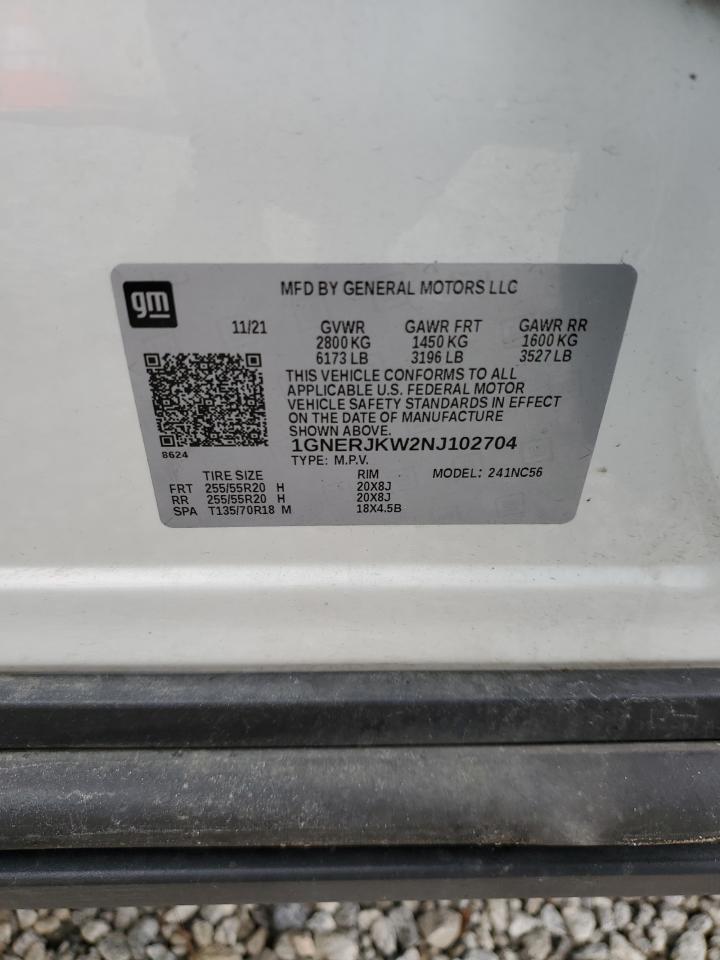 gm
MFD BY GENERAL MOTORS LLC
11/21 GVWR GAWR FRT GAWR RR
2800 KG 1450 KG 1600 KG
6173 LB 3196 LB 3527 LB
THIS VEHICLE CONFORMS TO ALL
APPLICABLE U.S. FEDERAL MOTOR
VEHICLE SAFETY STANDARDS IN EFFECT
ON THE DATE OF MANUFACTURE
SHOWN ABOVE.
8624
1GNERJKW2NJ102704
TYPE: M.P.V. MODEL: 241NC56
TIRE SIZE RIM
FRT 255/55R20 H 20X8J
RR 255/55R20 H 20X8J
SPA T135/70R18 M 18X4.5B